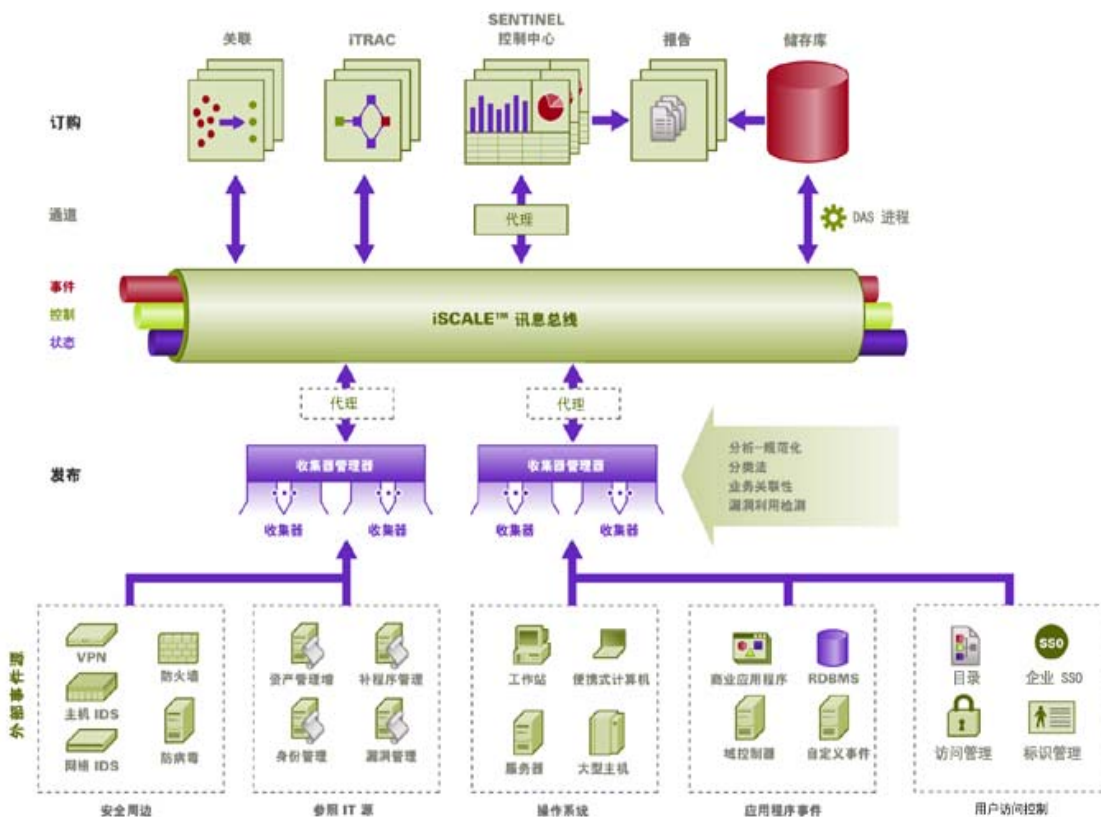 关联
iTRAC
SENTINEL
控制中心
报告
储存库
订购
通道
代理
DAS 进程
事件
控制
状态
iSCALE™ 讯息总线
代理
代理
发布
收集器管理器
收集器管理器
收集器
收集器
收集器
收集器
分析-规范化
分类法
业务关联性
漏洞利用检测
外部事件源
VPN
防火墙
主机 IDS
网络 IDS
防病毒
安全周边
资产管理增
补程序管理
身份管理
漏洞管理
参照 IT 源
工作站
便携式计算机
服务器
大型主机
操作系统
商业应用程序
RDBMS
域控制器
自定义事件
应用程序事件
目录
SSO
企业 SSO
访问管理
标识管理
用户访问控制